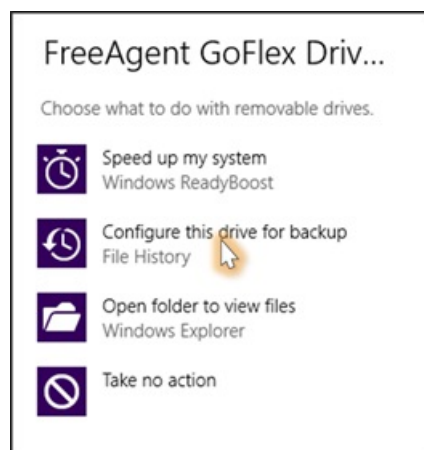 FreeAgent GoFlex Driv...
Choose what to do with removable drives.
Speed up my system
Windows ReadyBoost
Configure this drive for backup
File History
Open folder to view files
Windows Explorer
Take no action